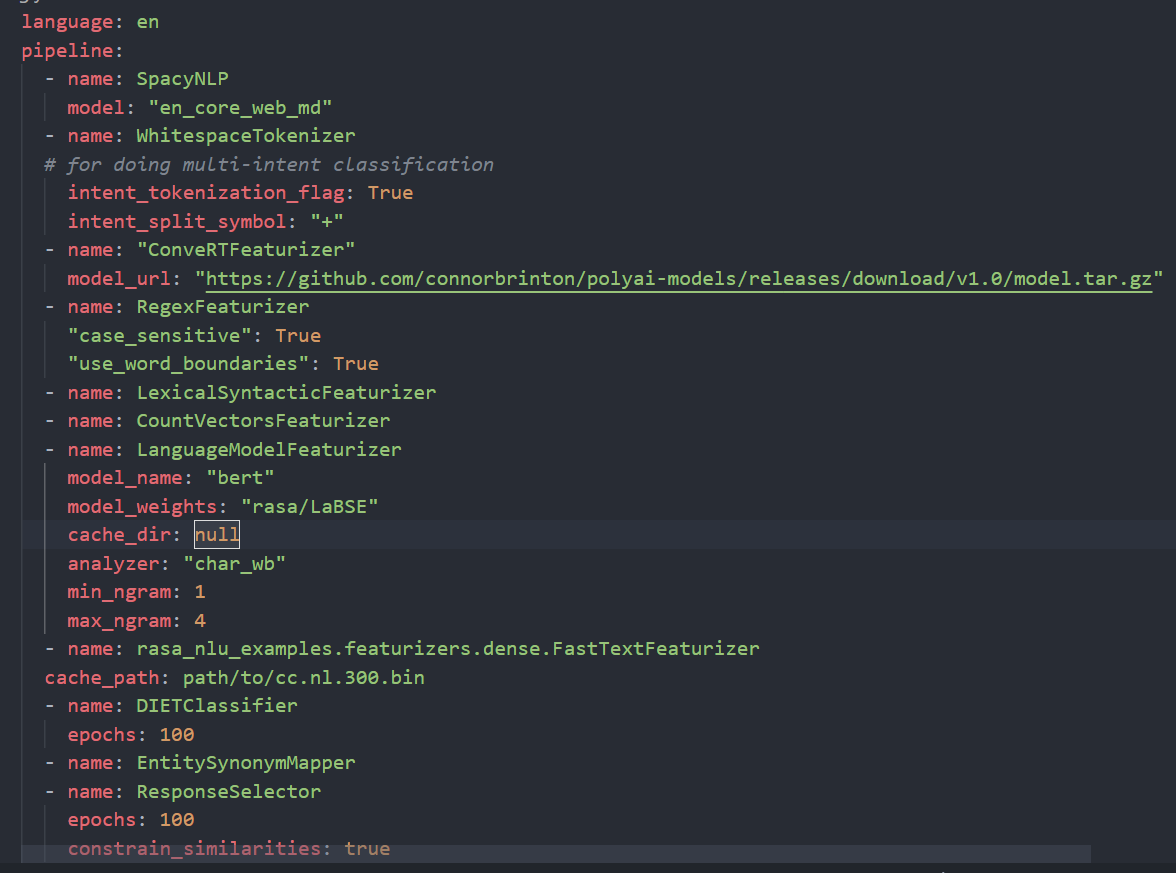 language: en
pipeline:
  - name: SpacyNLP
    model: "en_core_web_md"
  - name: WhitespaceTokenizer
  # for doing multi-intent classification
    intent_tokenization_flag: True
    intent_split_symbol: "+"
  - name: "ConveRTFeaturizer"
    model_url: "https://github.com/connorbrinton/polyai-models/releases/download/v1.0/model.tar.gz"
  - name: RegexFeaturizer
    "case_sensitive": True
    "use_word_boundaries": True
  - name: LexicalSyntacticFeaturizer
  - name: CountVectorsFeaturizer
  - name: LanguageModelFeaturizer
    model_name: "bert"
    model_weights: "rasa/LaBSE"
    cache_dir: null
    analyzer: "char_wb"
    min_ngram: 1
    max_ngram: 4
  - name: rasa_nlu_examples.featurizers.dense.FastTextFeaturizer
  cache_path: path/to/cc.nl.300.bin
  - name: DIETClassifier
    epochs: 100
  - name: EntitySynonymMapper
  - name: ResponseSelector
    epochs: 100
    constrain_similarities: true